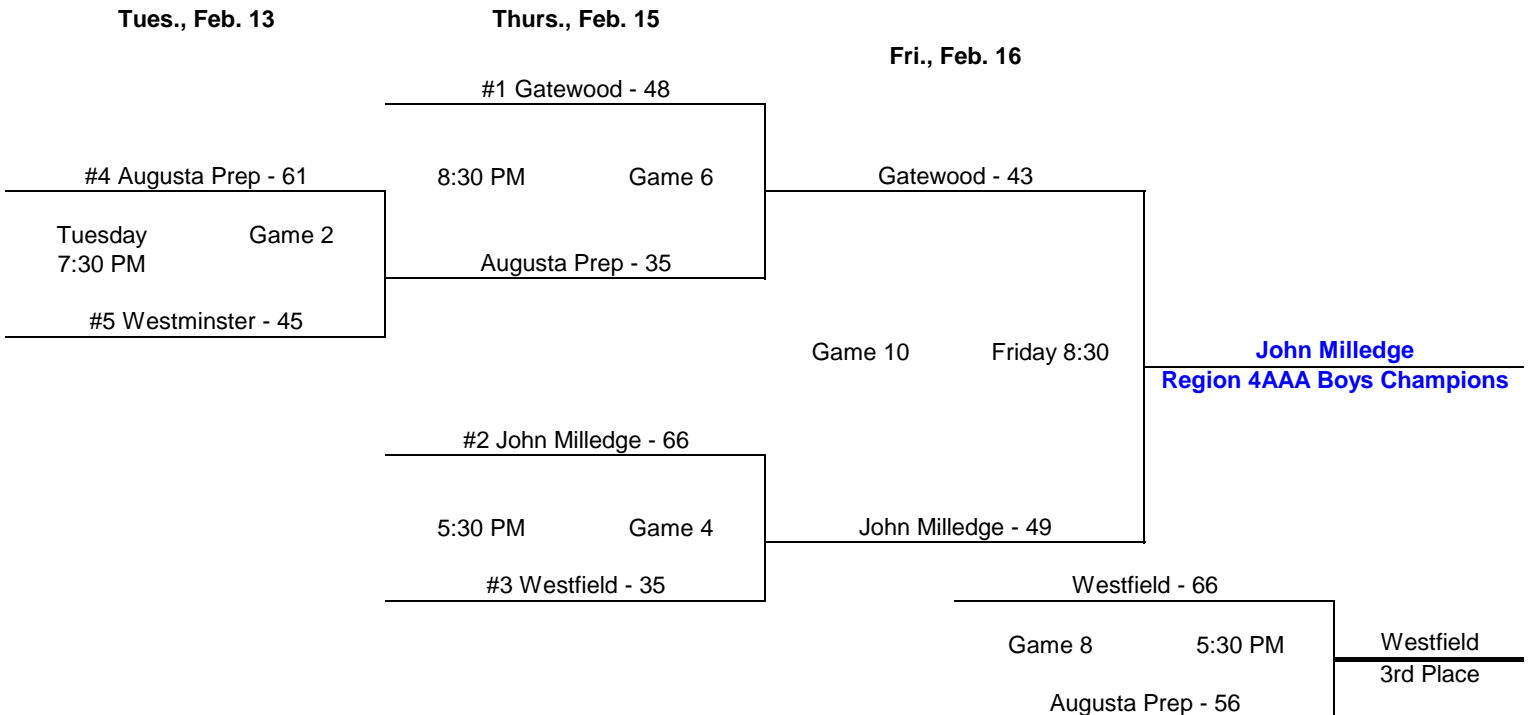 Tues., Feb. 13
Thurs., Feb. 15
Fri., Feb. 16
#1 Gatewood - 48
#4 Augusta Prep - 61
8:30 PM
Game 6
Gatewood - 43
Tuesday
Game 2
7:30 PM
Augusta Prep - 35
#5 Westminster - 45
Game 10
Friday 8:30
John Milledge
Region 4AAA Boys Champions
#2 John Milledge - 66
5:30 PM
Game 4
John Milledge - 49
#3 Westfield - 35
Westfield - 66
Game 8
5:30 PM
Westfield
3rd Place
Augusta Prep - 56